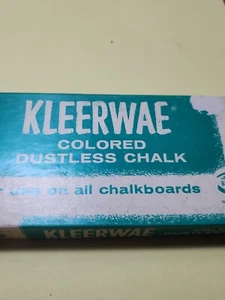 KLEERWAE
COLORED
DUSTLESS CHALK
use on all chalkboards
KLEERWAE